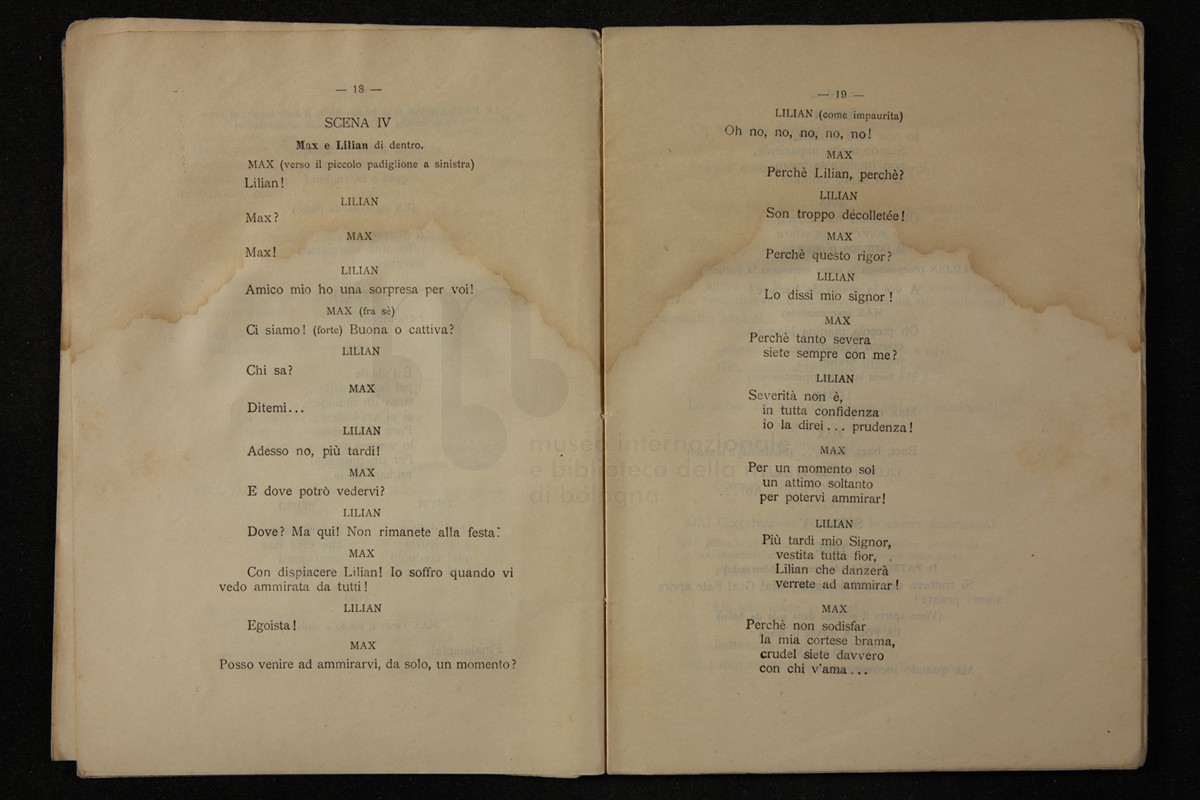 — 18 —
SCENA IV
Max e Lilian di dentro.
MAX (verso il piccolo padiglione a sinistra)
Lilian!
LILIAN
Max?
MAX
Max!
LILIAN
Amico mio ho una sorpresa per voi!
MAX (fra sè)
Ci siamo! (forte) Buona o cattiva?
LILIAN
Chi sa?
MAX
Ditemi...
LILIAN
Adesso no, più tardi!
MAX
E dove potrò vedervi?
LILIAN
Dove? Ma qui! Non rimanete alla festa?
MAX
Con dispiacere Lilian! Io soffro quando vi
vedo ammirata da tutti!
LILIAN
Egoista!
MAX
Posso venire ad ammirarvi, da solo, un momento?
— 19 —
LILIAN (come impaurita)
Oh no, no, no, no, no!
MAX
Perchè Lilian, perchè?
LILIAN
Son troppo décolletée!
MAX
Perchè questo rigor?
LILIAN
Lo dissi mio signor!
MAX
Perchè tanto severa
siete sempre con me?
LILIAN
Severità non è,
in tutta confidenza
io la direi... prudenza!
MAX
Per un momento sol
un attimo soltanto
per potervi ammirar!
LILIAN
Più tardi mio Signor,
vestita tutta fior,
Lilian che danzerà
verrete ad ammirar!
MAX
Perchè non sodisfar
la mia cortese brama,
crudel siete davvero
con chi v'ama...
museo internazionale
e biblioteca della
di bologna